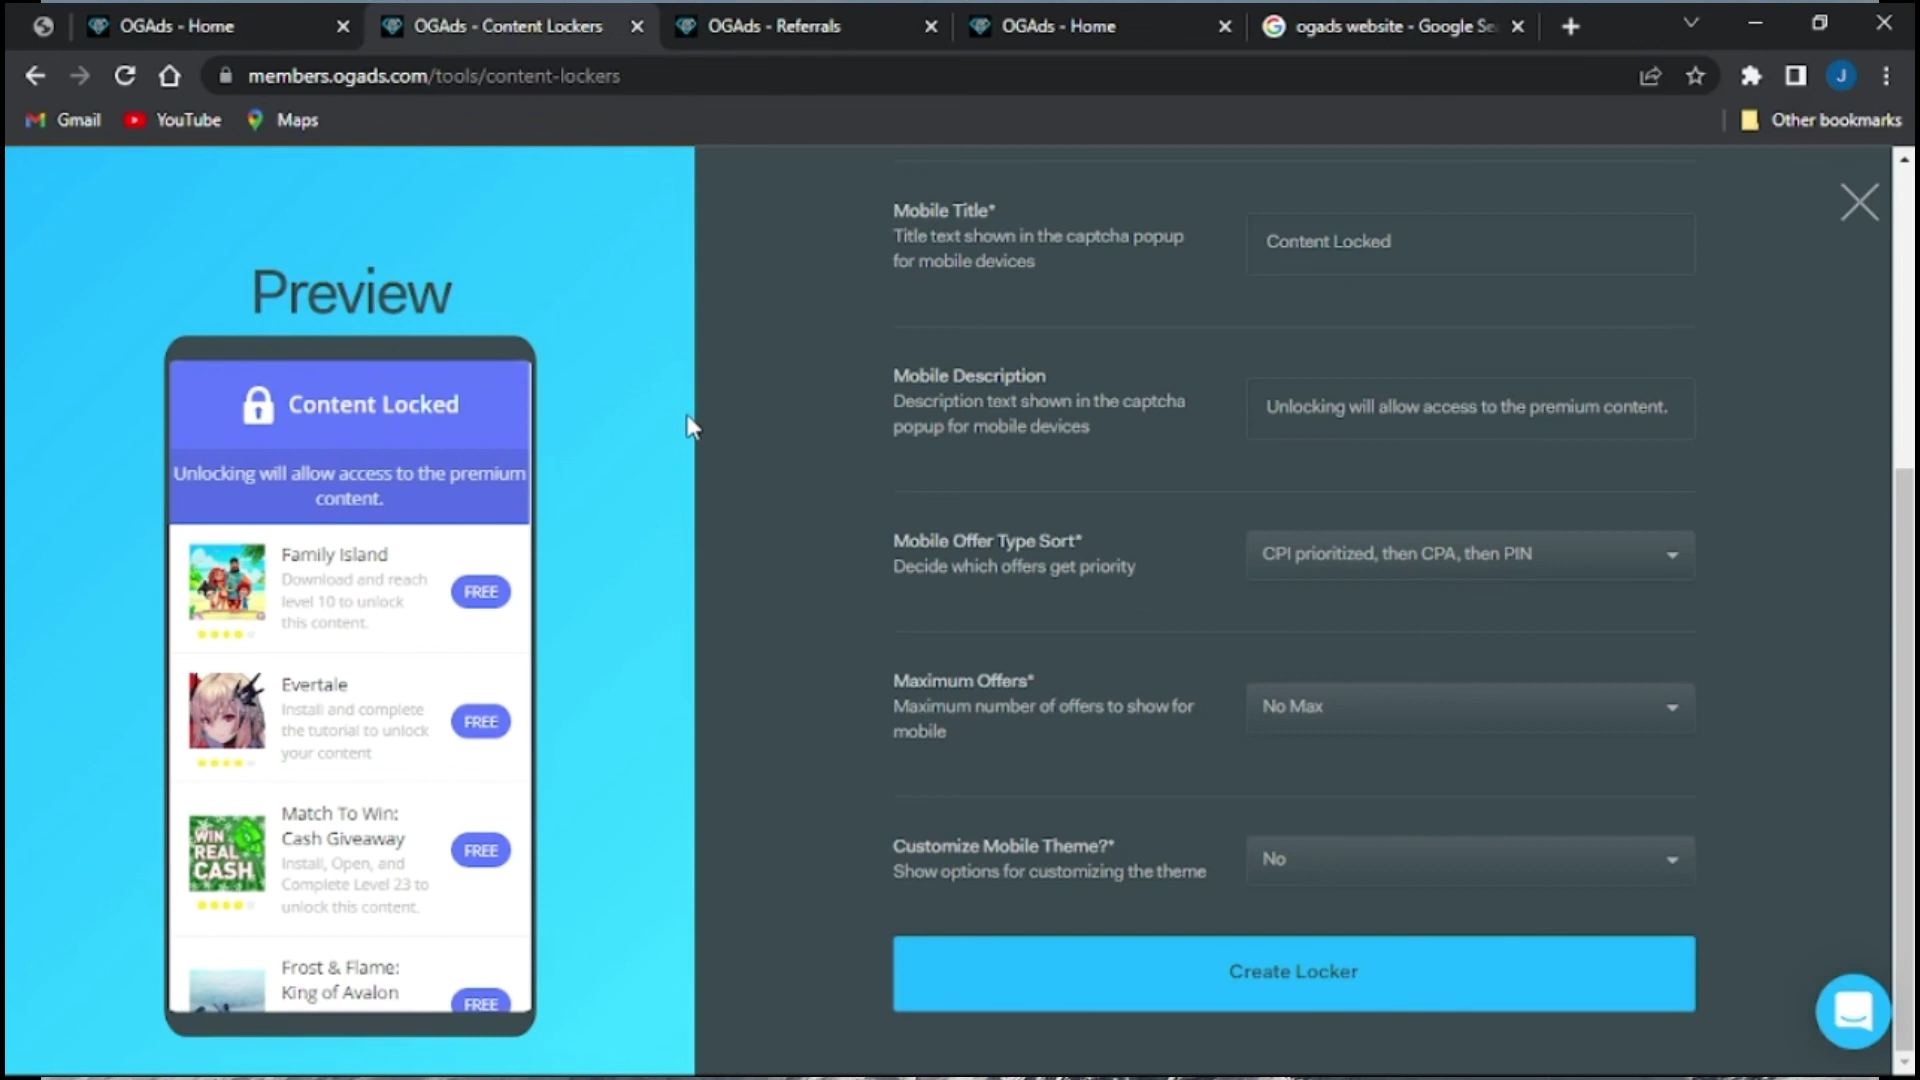 OGAds - Home
OGAds - Content Lockers
OGAds - Referrals
OGAds - Home
ogads website - Google Se
members.ogads.com/tools/content-lockers
J
Gmail
YouTube
Maps
Other bookmarks
Preview
Content Locked
Unlocking will allow access to the premium
content.
Family Island
Download and reach
level 10 to unlock
this content.
FREE
Evertale
Install and complete
the tutorial to unlock
your content
FREE
WIN
REAL
CASH
Match To Win:
Cash Giveaway
Install, Open, and
Complete Level 23 to
unlock this content.
FREE
Frost & Flame:
King of Avalon
FREE
Mobile Title*
Title text shown in the captcha popup
for mobile devices
Content Locked
Mobile Description
Description text shown in the captcha
popup for mobile devices
Unlocking will allow access to the premium content.
Mobile Offer Type Sort*
Decide which offers get priority
CPI prioritized, then CPA, then PIN
Maximum Offers*
Maximum number of offers to show for
mobile
No Max
Customize Mobile Theme?*
Show options for customizing the theme
No
Create Locker